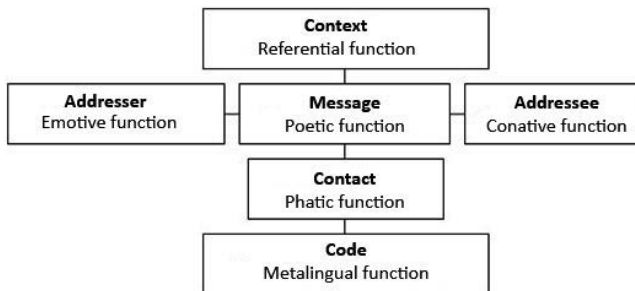 Context
Referential function
Addresser
Emotive function
Message
Poetic function
Addressee
Conative function
Contact
Phatic function
Code
Metalingual function